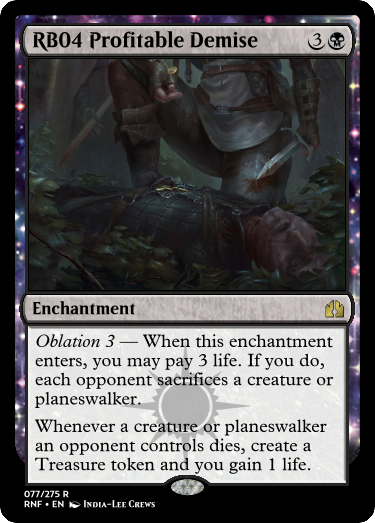 RB04 Profitable Demise 3
Enchantment
Oblation 3 — When this enchantment
enters, you may pay 3 life. If you do,
each opponent sacrifices a creature or
planeswalker.
Whenever a creature or planeswalker
an opponent controls dies, create a
Treasure token and you gain 1 life.
077/275 R
RNF • EN India-Lee Crews